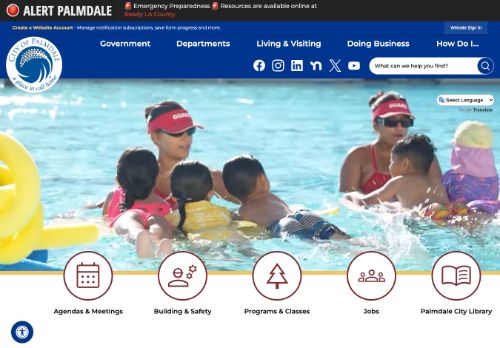 ALERT PALMDALE
🚨 Emergency Preparedness 🚨 Resources are available online at
Ready LA County.
Create a Website Account - Manage notification subscriptions, save form progress and more.
Website Sign In
CITY OF PALMDALE
a place to call home
Government
Departments
Living & Visiting
Doing Business
How Do I...
What can we help you find?
Select Language
Google Translate
GUARD
GUARD
Agendas & Meetings
Building & Safety
Programs & Classes
Jobs
Palmdale City Library